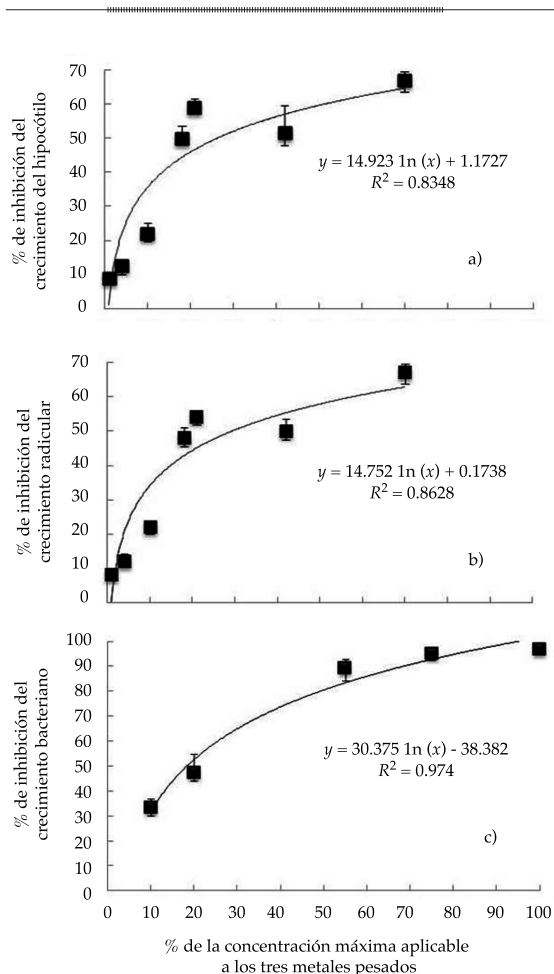 70
60
50
40
30
20
10
0
% de inhibición del
crecimiento del hipocótilo
y = 14.923 1n (x) + 1.1727
R² = 0.8348
a)
70
60
50
40
30
20
10
0
% de inhibición del
crecimiento radicular
y = 14.752 1n (x) + 0.1738
R² = 0.8628
b)
100
90
80
70
60
50
40
30
20
10
0
% de inhibición del
crecimiento bacteriano
y = 30.375 1n (x) - 38.382
R² = 0.974
c)
0 10 20 30 40 50 60 70 80 90 100
% de la concentración máxima aplicable
a los tres metales pesados